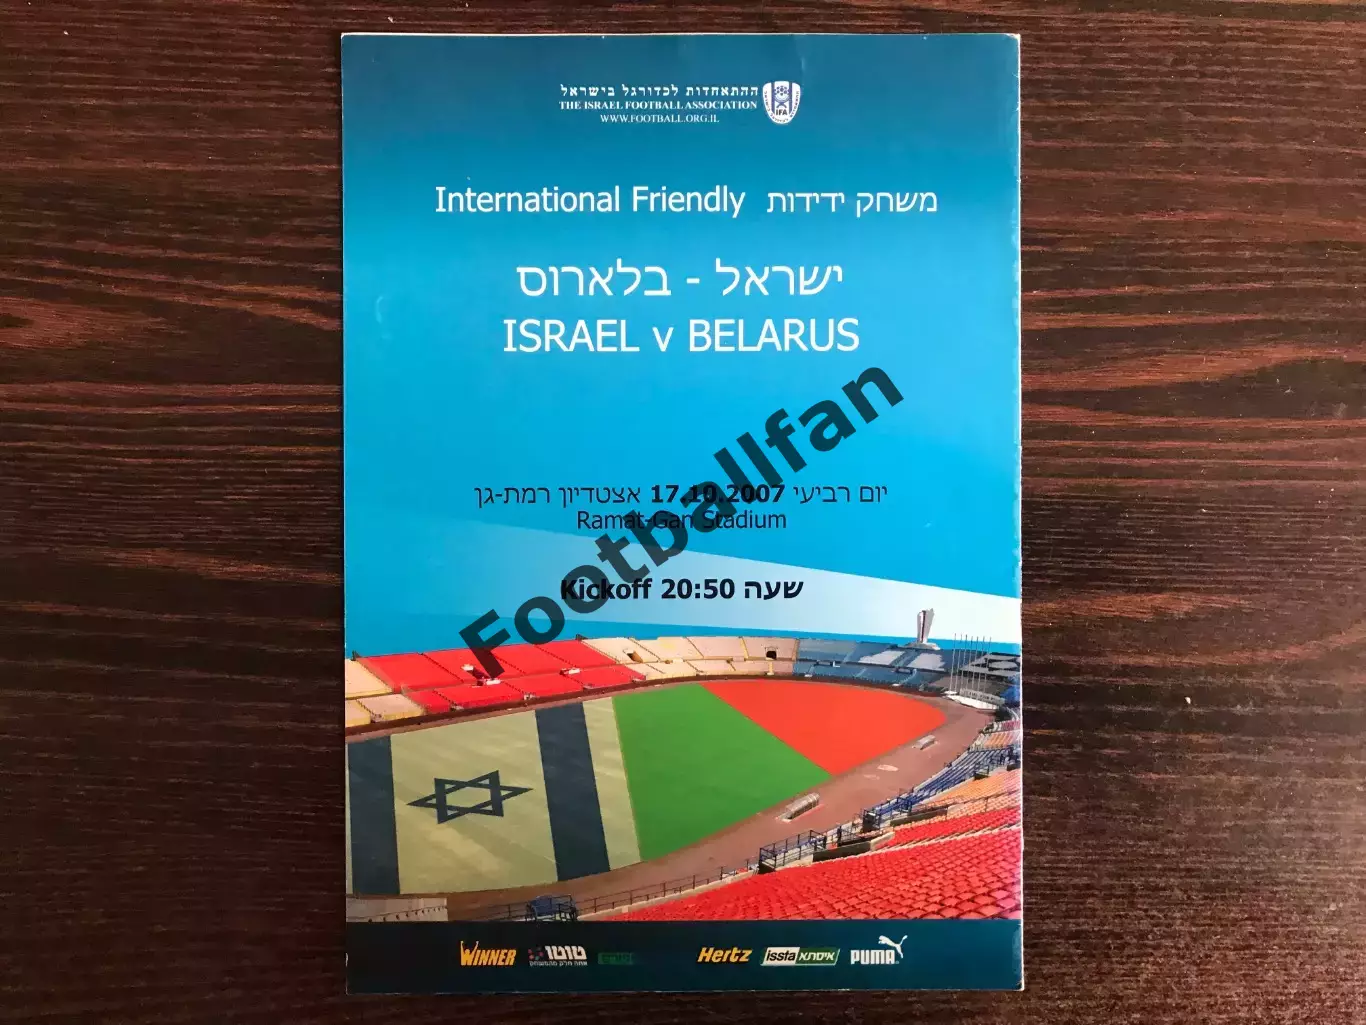 ההתאחדות לכדורגל בישראל
THE ISRAEL FOOTBALL ASSOCIATION
WWW.FOOTBALL.ORG.IL
IFA
International Friendly משחק ידידות
ישראל - בלארוס
ISRAEL v BELARUS
יום רביעי 17.10.2007 אצטדיון רמת-גן
Ramat-Gan Stadium
Kickoff 20:50 שעה
Footballfan
WINNER
טוטו
Hertz
issta איסתא
PUMA